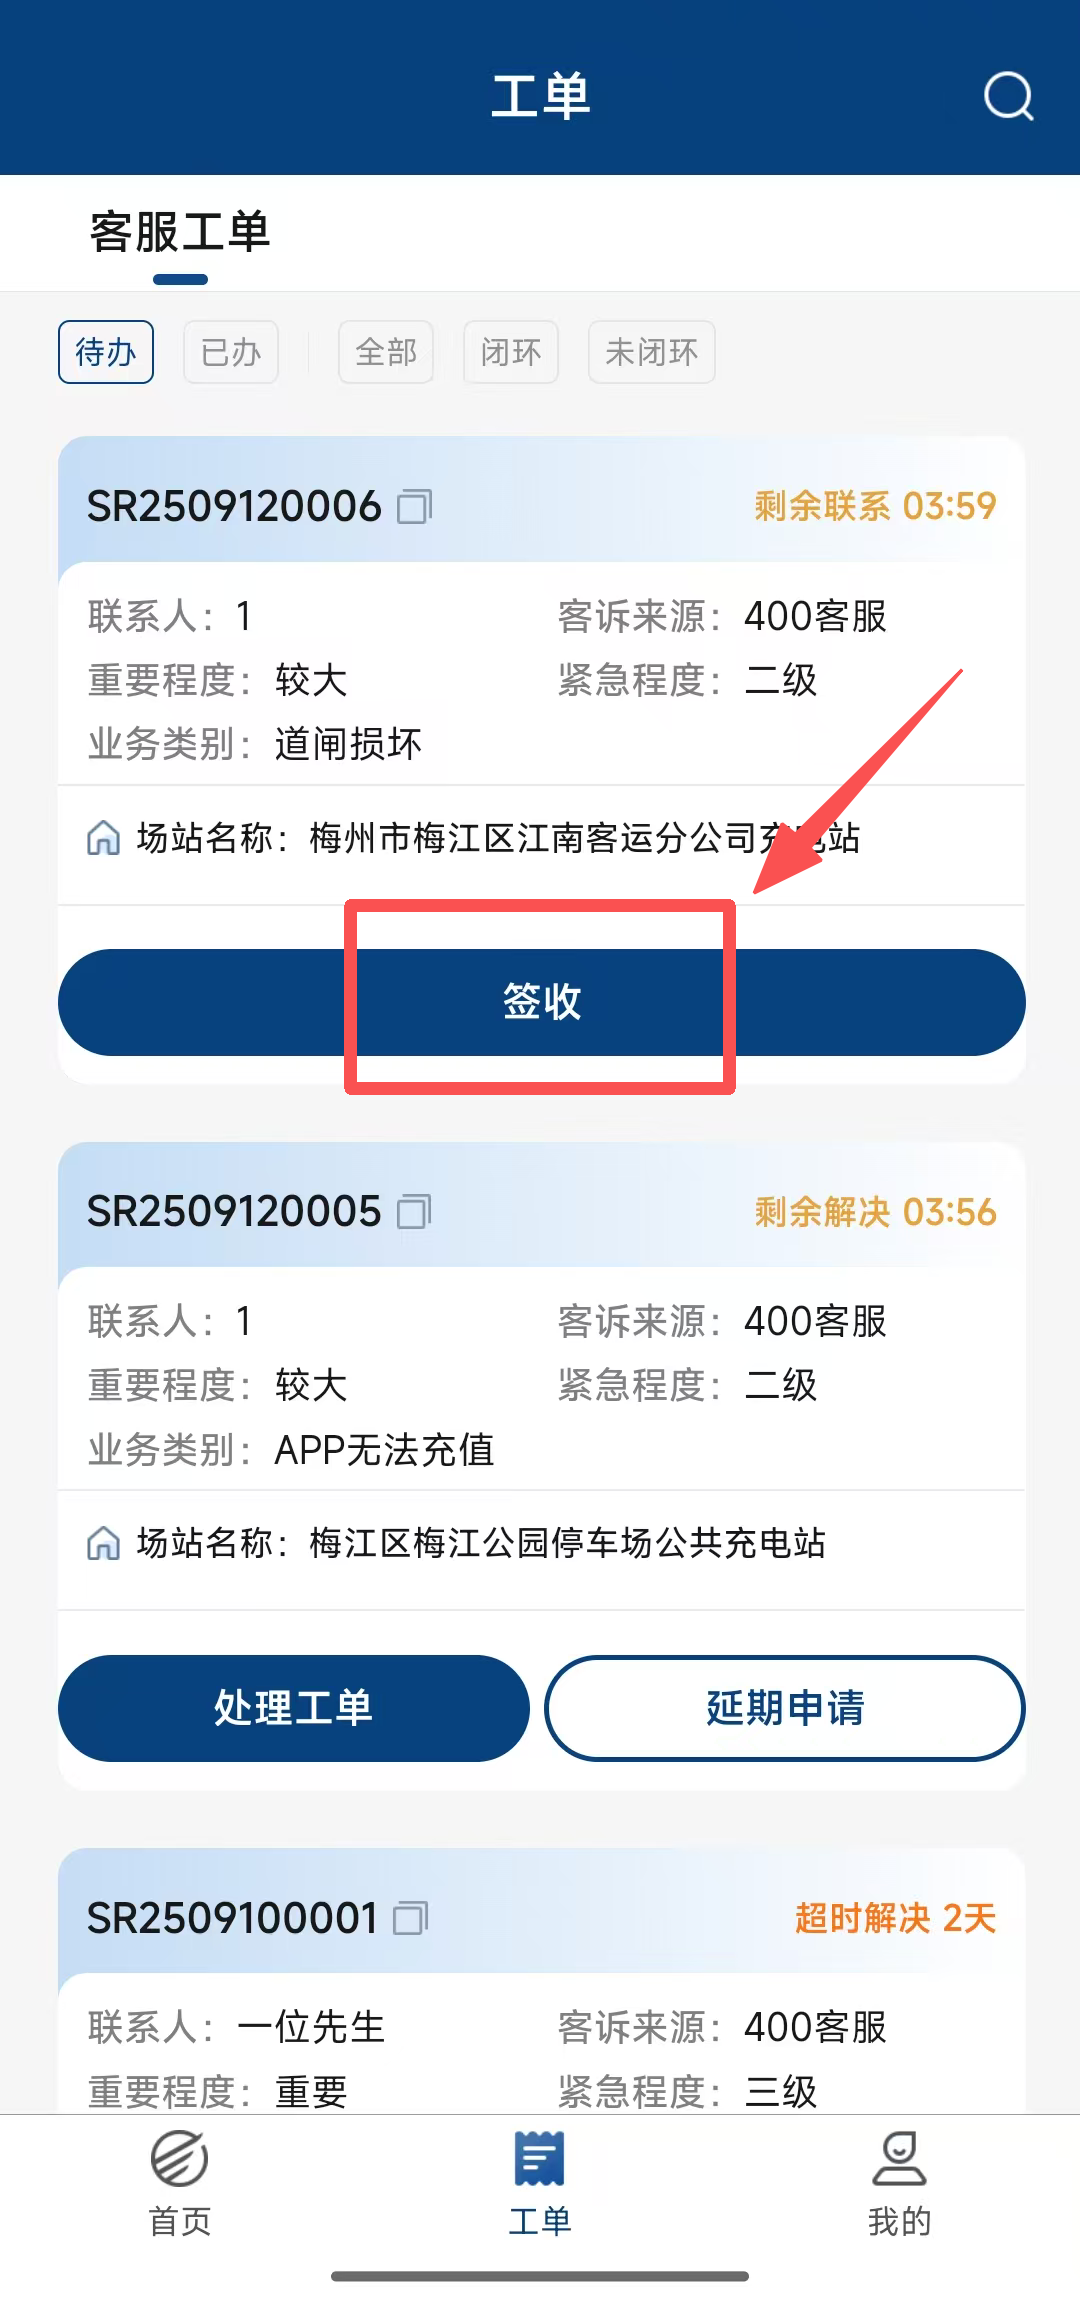 工单
客服工单
待办 已办 全部 闭环 未闭环
SR2509120006 剩余联系 03:59
联系人：1 客诉来源：400客服
重要程度：较大 紧急程度：二级
业务类别：道闸损坏
场站名称：梅州市梅江区江南客运分公司充电站
签收
SR2509120005 剩余解决 03:56
联系人：1 客诉来源：400客服
重要程度：较大 紧急程度：二级
业务类别：APP无法充值
场站名称：梅江区梅江公园停车场公共充电站
处理工单 延期申请
SR2509100001 超时解决 2天
联系人：一位先生 客诉来源：400客服
重要程度：重要 紧急程度：三级
首页 工单 我的